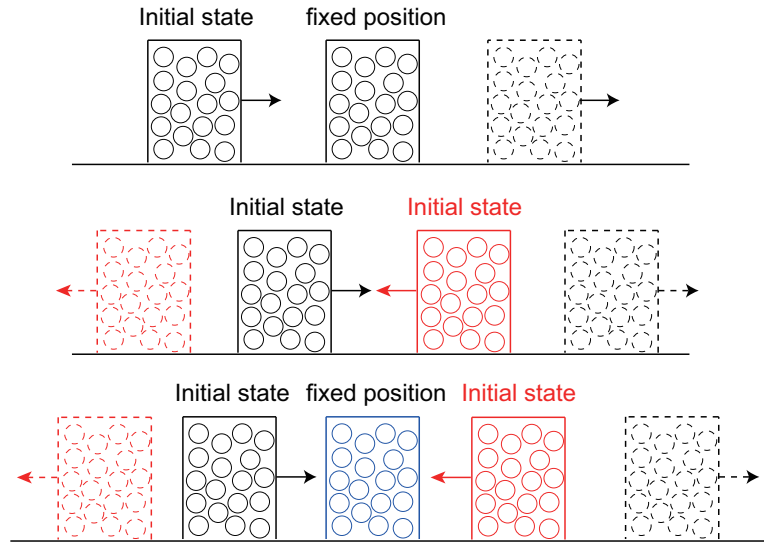 Initial state fixed position
Initial state Initial state
Initial state fixed position Initial state